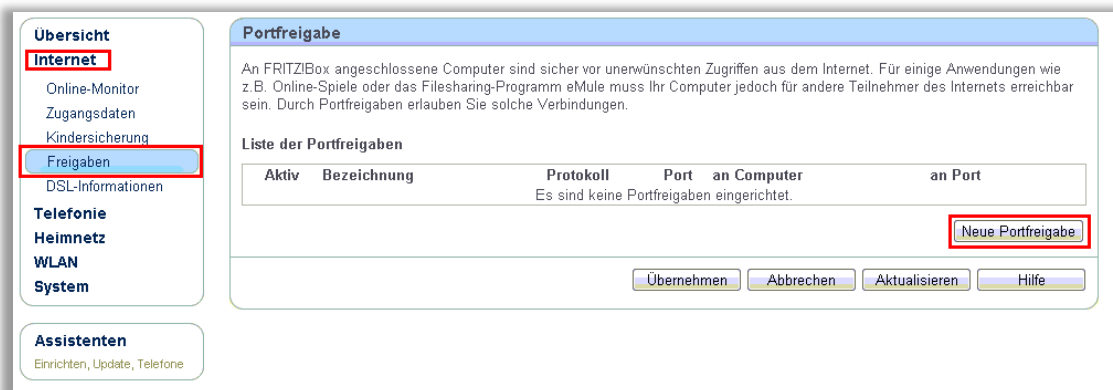 Übersicht
Internet
Online-Monitor
Zugangsdaten
Kindersicherung
Freigaben
DSL-Informationen
Telefonie
Heimnetz
WLAN
System
Assistenten
Einrichten, Update, Telefone
Portfreigabe
An FRITZ!Box angeschlossene Computer sind sicher vor unerwünschten Zugriffen aus dem Internet. Für einige Anwendungen wie
z.B. Online-Spiele oder das Filesharing-Programm eMule muss Ihr Computer jedoch für andere Teilnehmer des Internets erreichbar
sein. Durch Portfreigaben erlauben Sie solche Verbindungen.
Liste der Portfreigaben
Aktiv Bezeichnung Protokoll Port an Computer an Port
Es sind keine Portfreigaben eingerichtet.
Neue Portfreigabe
Übernehmen Abbrechen Aktualisieren Hilfe